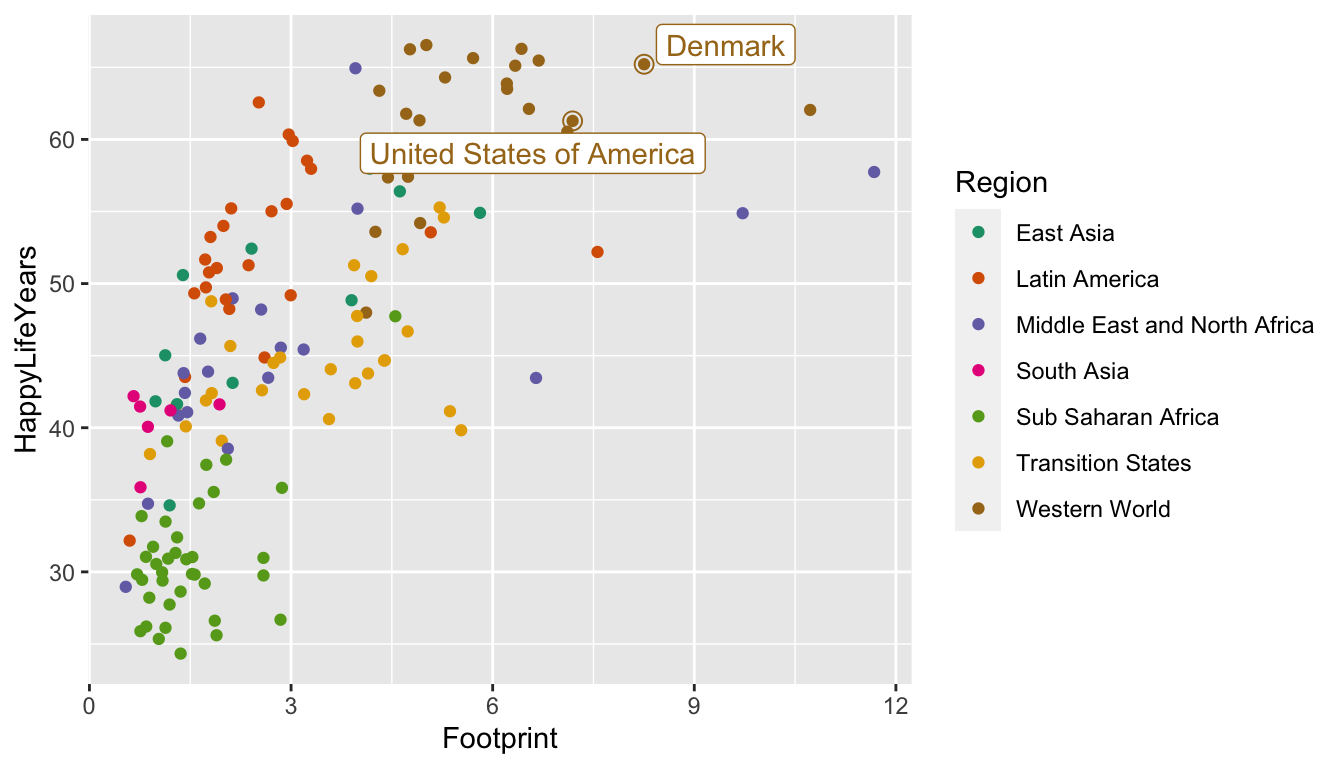 Denmark
United States of America
HappyLifeYears
60
50
40
30
0
3
6
9
12
Footprint
Region
East Asia
Latin America
Middle East and North Africa
South Asia
Sub Saharan Africa
Transition States
Western World